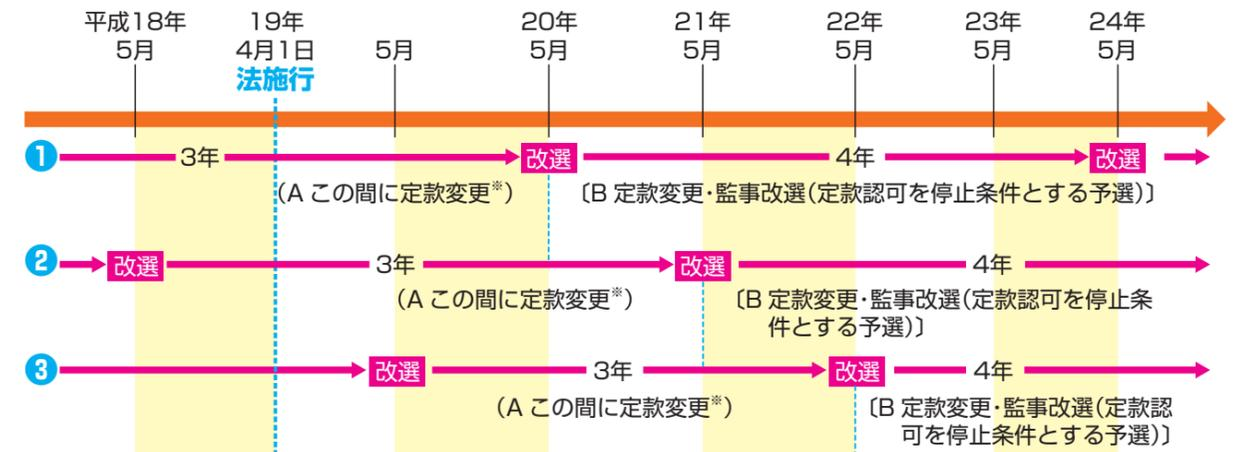 平成18年 19年 20年 21年 22年 23年 24年
5月 4月1日 5月 5月 5月 5月 5月 5月
法施行
1 3年 改選 4年 改選
(A この間に定款変更※) 〔B 定款変更・監事改選(定款認可を停止条件とする予選)〕
2 改選 3年 改選 4年
(A この間に定款変更※) 〔B 定款変更・監事改選(定款認可を停止条
件とする予選)〕
3 改選 3年 改選 4年
(A この間に定款変更※) 〔B 定款変更・監事改選(定款認
可を停止条件とする予選)〕